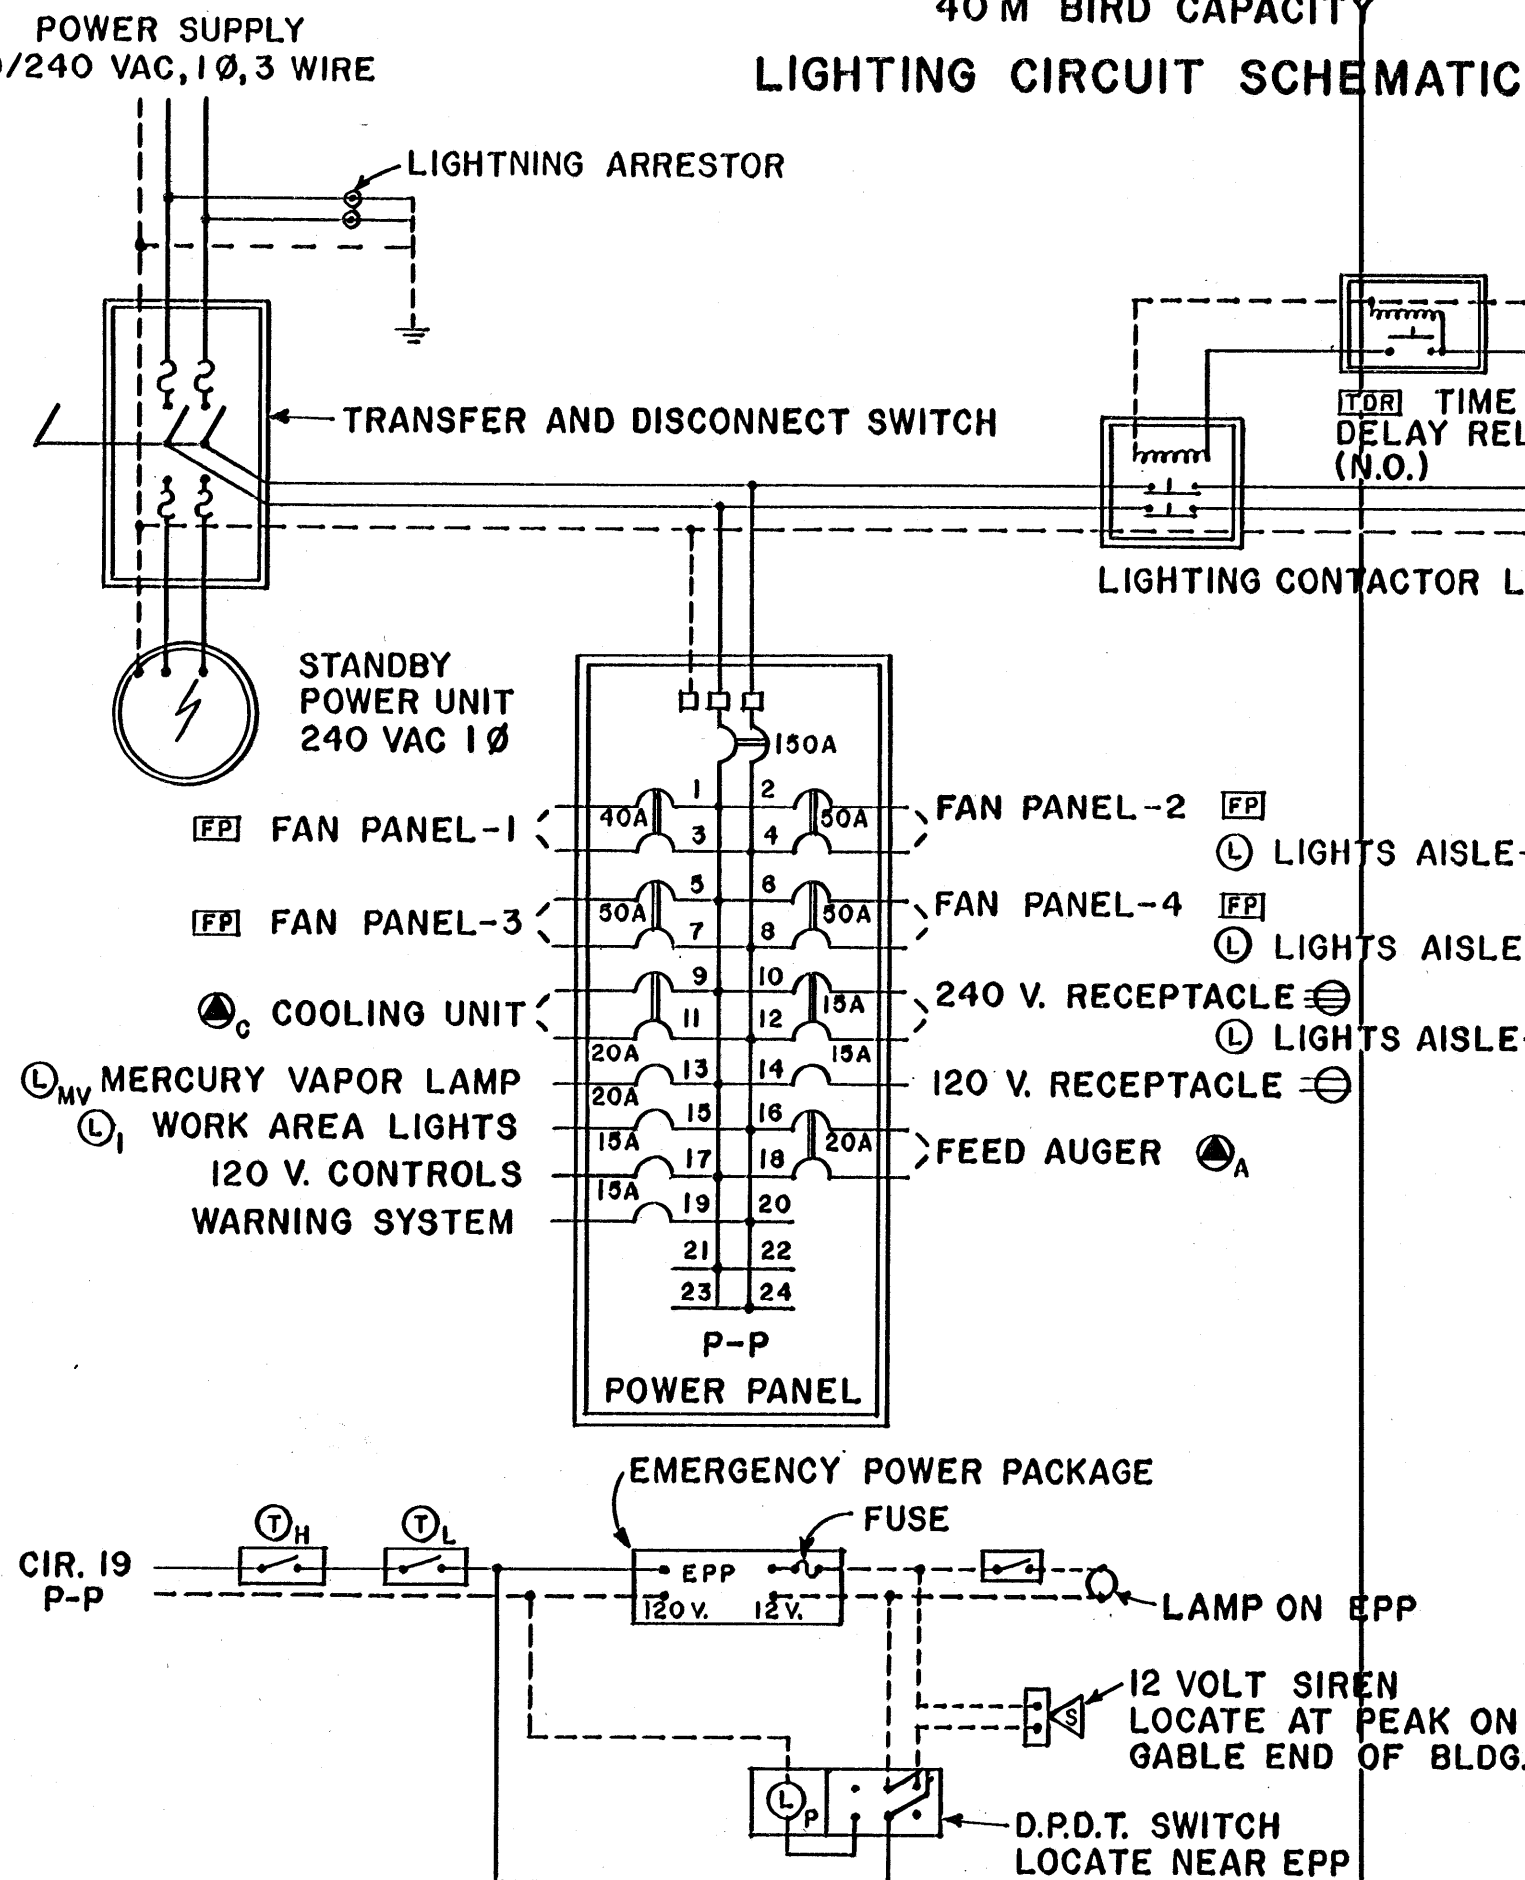 POWER SUPPLY
/240 VAC, 1Ø, 3 WIRE
40 M BIRD CAPACITY
LIGHTING CIRCUIT SCHEMATIC
LIGHTNING ARRESTOR
TRANSFER AND DISCONNECT SWITCH
TDR TIME
DELAY REL
(N.O.)
LIGHTING CONTACTOR L
STANDBY
POWER UNIT
240 VAC 1Ø
150A
1 2
40A 50A
3 4
FP FAN PANEL-1
FAN PANEL-2 FP
L LIGHTS AISLE-
5 6
50A 50A
7 8
FP FAN PANEL-3
FAN PANEL-4 FP
L LIGHTS AISLE
9 10
15A
11 12
C COOLING UNIT
240 V. RECEPTACLE
L LIGHTS AISLE-
20A 15A
L MV MERCURY VAPOR LAMP
13 14
120 V. RECEPTACLE
20A
L 1 WORK AREA LIGHTS
15 16
15A 20A
FEED AUGER A
120 V. CONTROLS
17 18
15A
WARNING SYSTEM
19 20
21 22
23 24
P-P
POWER PANEL
EMERGENCY POWER PACKAGE
FUSE
T H
T L
CIR. 19
P-P
EPP
120 V. 12 V.
LAMP ON EPP
12 VOLT SIREN
LOCATE AT PEAK ON
GABLE END OF BLDG.
S
L P
D.P.D.T. SWITCH
LOCATE NEAR EPP